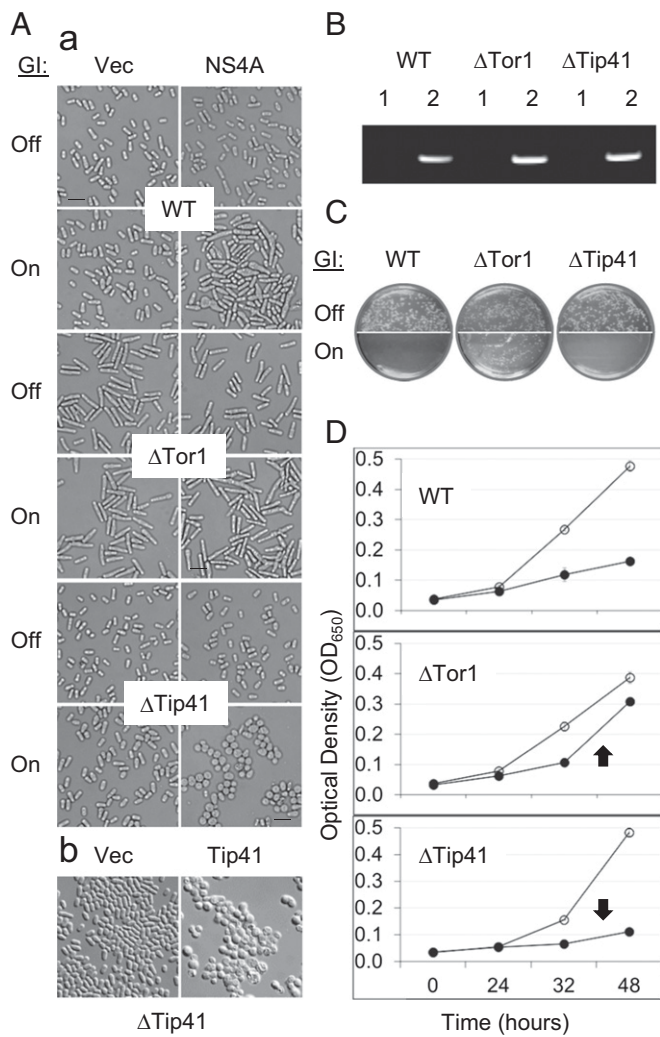 A
a
GI:
Vec
NS4A
Off
WT
On
Off
ΔTor1
On
Off
ΔTip41
On
b
Vec
Tip41
ΔTip41
B
WT
ΔTor1
ΔTip41
1 2 1 2 1 2
C
GI:
WT
ΔTor1
ΔTip41
Off
On
D
Optical Density (OD650)
0.5
0.4
0.3
0.2
0.1
0.0
WT
0.5
0.4
0.3
0.2
0.1
0.0
ΔTor1
0.5
0.4
0.3
0.2
0.1
0.0
ΔTip41
0 24 32 48
Time (hours)